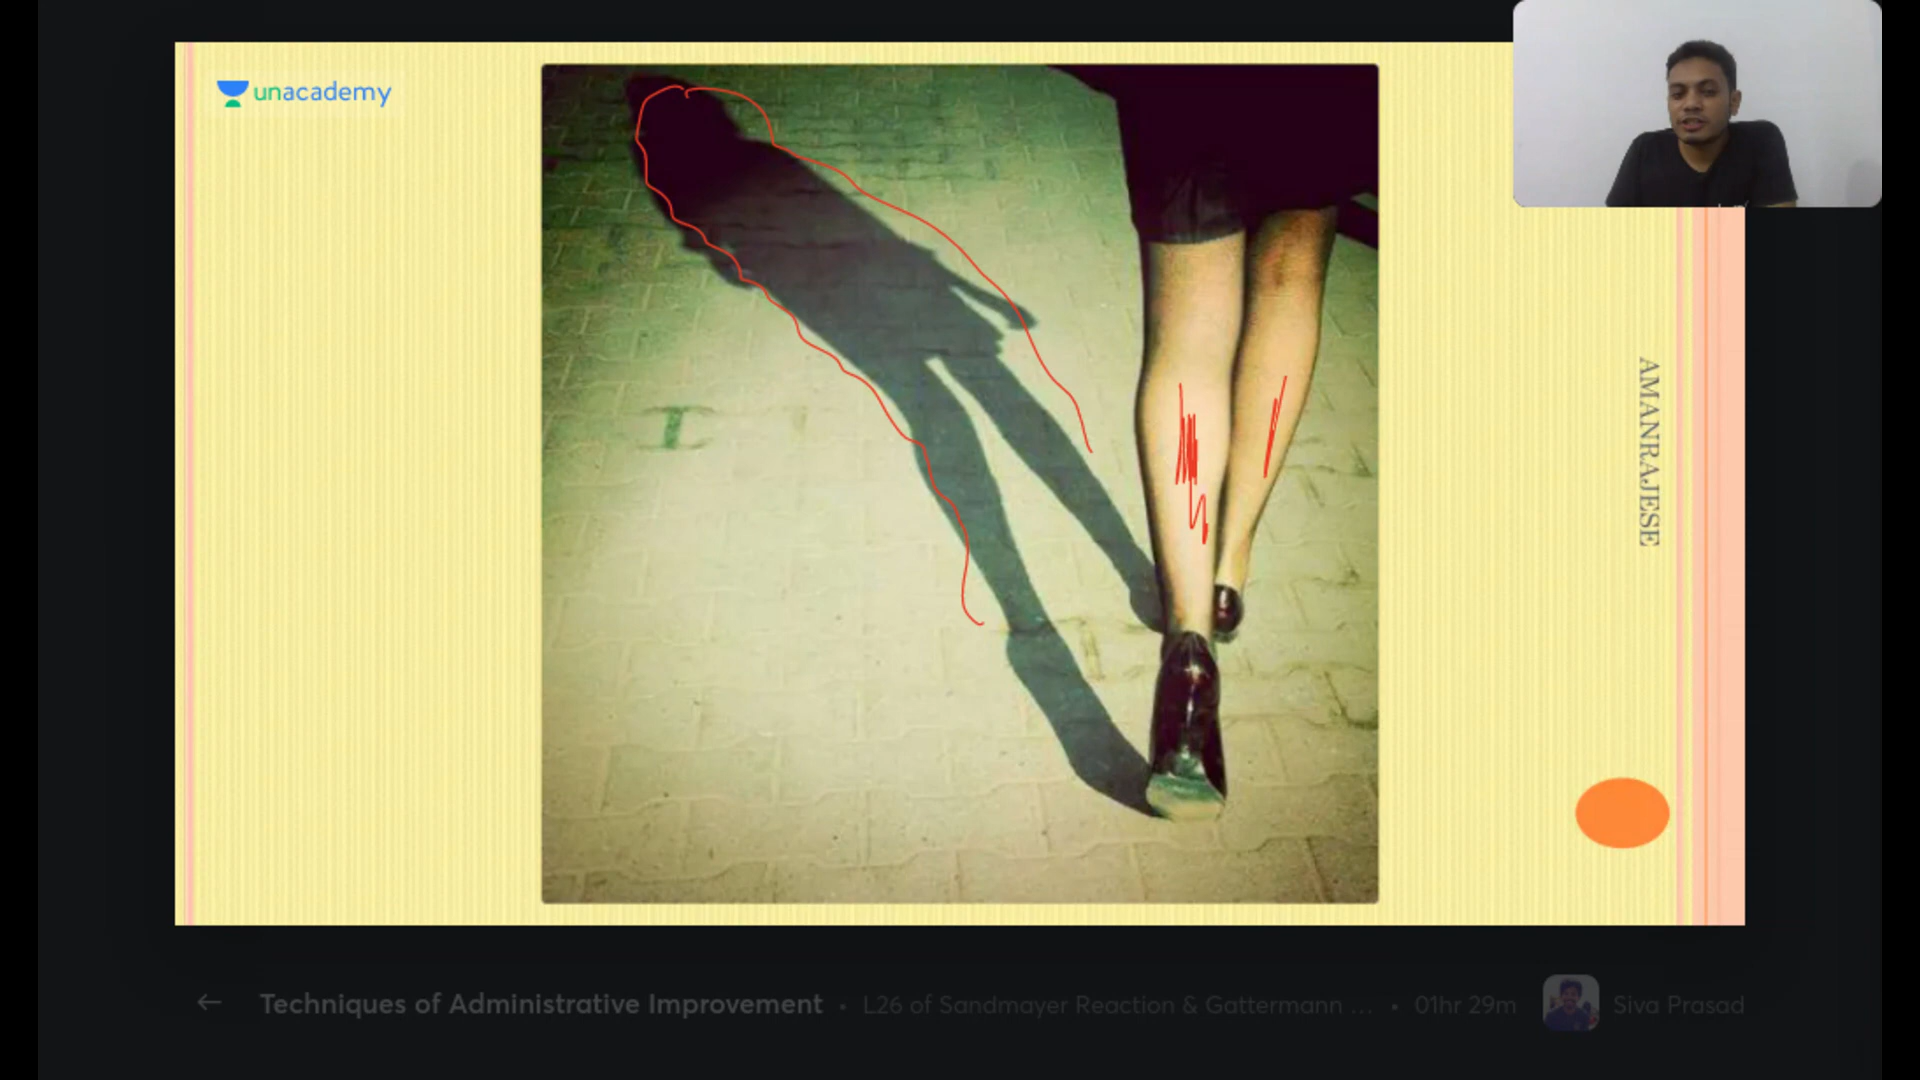 unacademy
AMANRAJESE
Techniques of Administrative Improvement • L26 of Sandmayer Reaction & Gattermann ... • 01hr 29m Siva Prasad